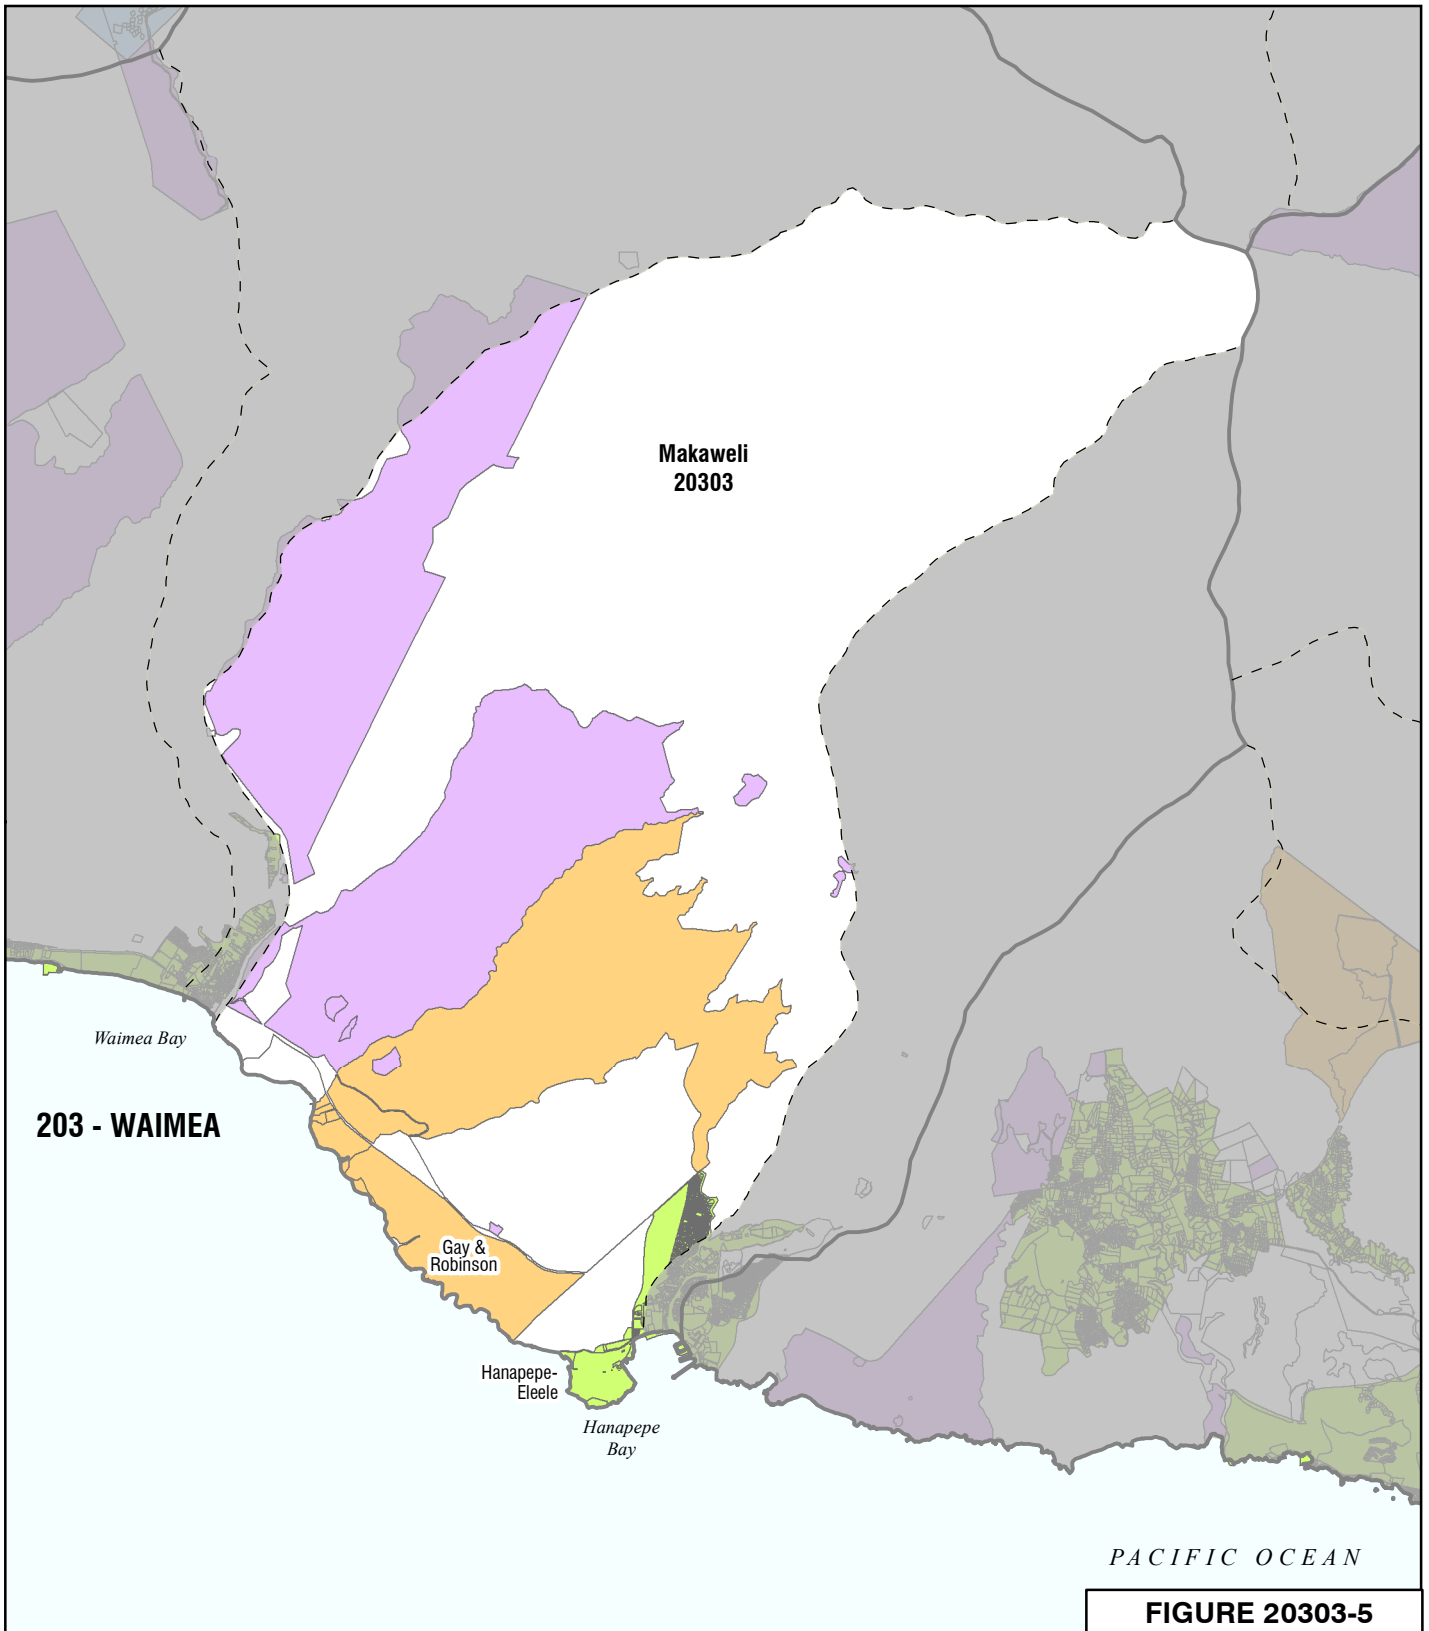 Makaweli
20303
Waimea Bay
203 - WAIMEA
Gay &
Robinson
Hanapepe-
Eleele
Hanapepe
Bay
PACIFIC OCEAN
FIGURE 20303-5